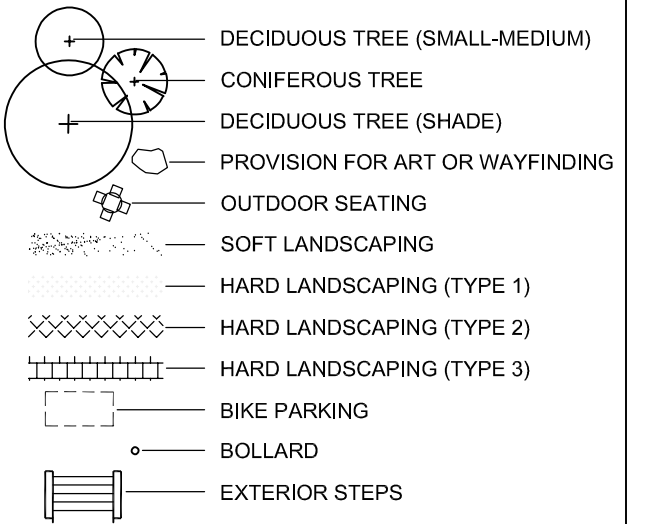 DECIDUOUS TREE (SMALL-MEDIUM)
CONIFEROUS TREE
DECIDUOUS TREE (SHADE)
PROVISION FOR ART OR WAYFINDING
OUTDOOR SEATING
SOFT LANDSCAPING
HARD LANDSCAPING (TYPE 1)
HARD LANDSCAPING (TYPE 2)
HARD LANDSCAPING (TYPE 3)
BIKE PARKING
BOLLARD
EXTERIOR STEPS